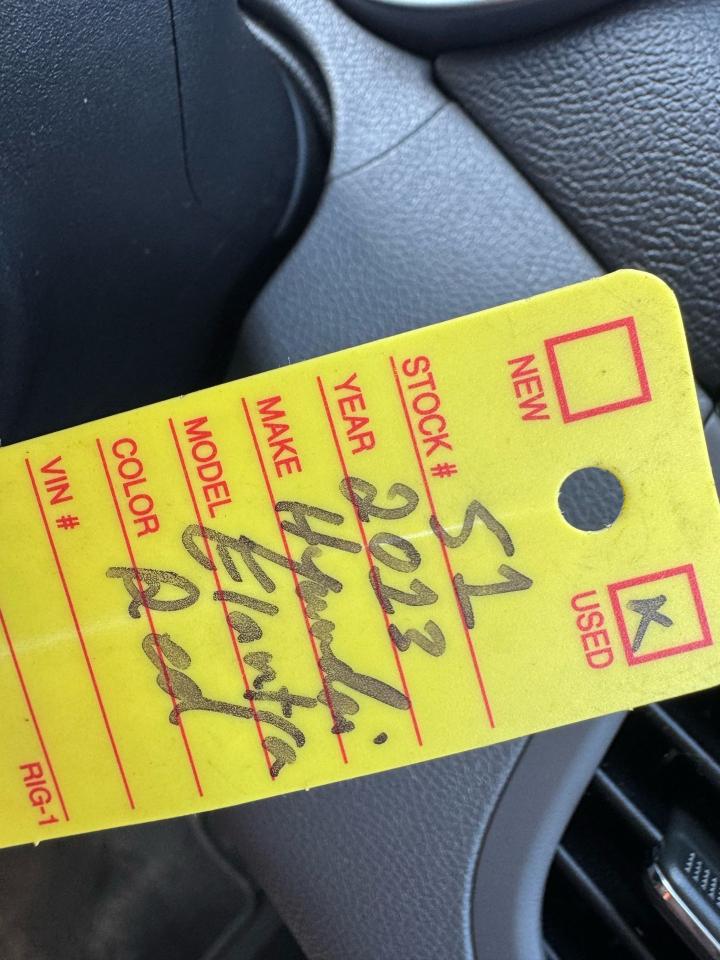 NEW USED
STOCK # 51
YEAR 2023
MAKE Hyundai
MODEL Elantra
COLOR Red
VIN #
RIG-1